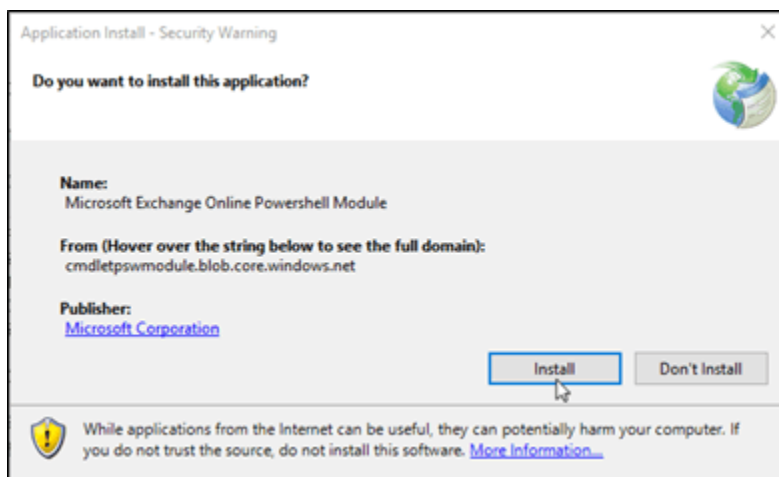 Application Install - Security Warning
Do you want to install this application?
Name:
Microsoft Exchange Online Powershell Module
From (Hover over the string below to see the full domain):
cmdletpswmodule.blob.core.windows.net
Publisher:
Microsoft Corporation
Install
Don't Install
While applications from the Internet can be useful, they can potentially harm your computer. If
you do not trust the source, do not install this software. More Information...